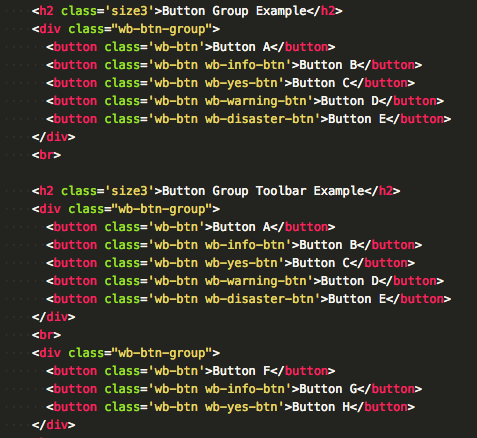 <h2 class='size3'>Button Group Example</h2>
<div class="wb-btn-group">
<button class='wb-btn'>Button A</button>
<button class='wb-btn wb-info-btn'>Button B</button>
<button class='wb-btn wb-yes-btn'>Button C</button>
<button class='wb-btn wb-warning-btn'>Button D</button>
<button class='wb-btn wb-disaster-btn'>Button E</button>
</div>
<br>
<h2 class='size3'>Button Group Toolbar Example</h2>
<div class="wb-btn-group">
<button class='wb-btn'>Button A</button>
<button class='wb-btn wb-info-btn'>Button B</button>
<button class='wb-btn wb-yes-btn'>Button C</button>
<button class='wb-btn wb-warning-btn'>Button D</button>
<button class='wb-btn wb-disaster-btn'>Button E</button>
</div>
<br>
<div class="wb-btn-group">
<button class='wb-btn'>Button F</button>
<button class='wb-btn wb-info-btn'>Button G</button>
<button class='wb-btn wb-yes-btn'>Button H</button>
</div>